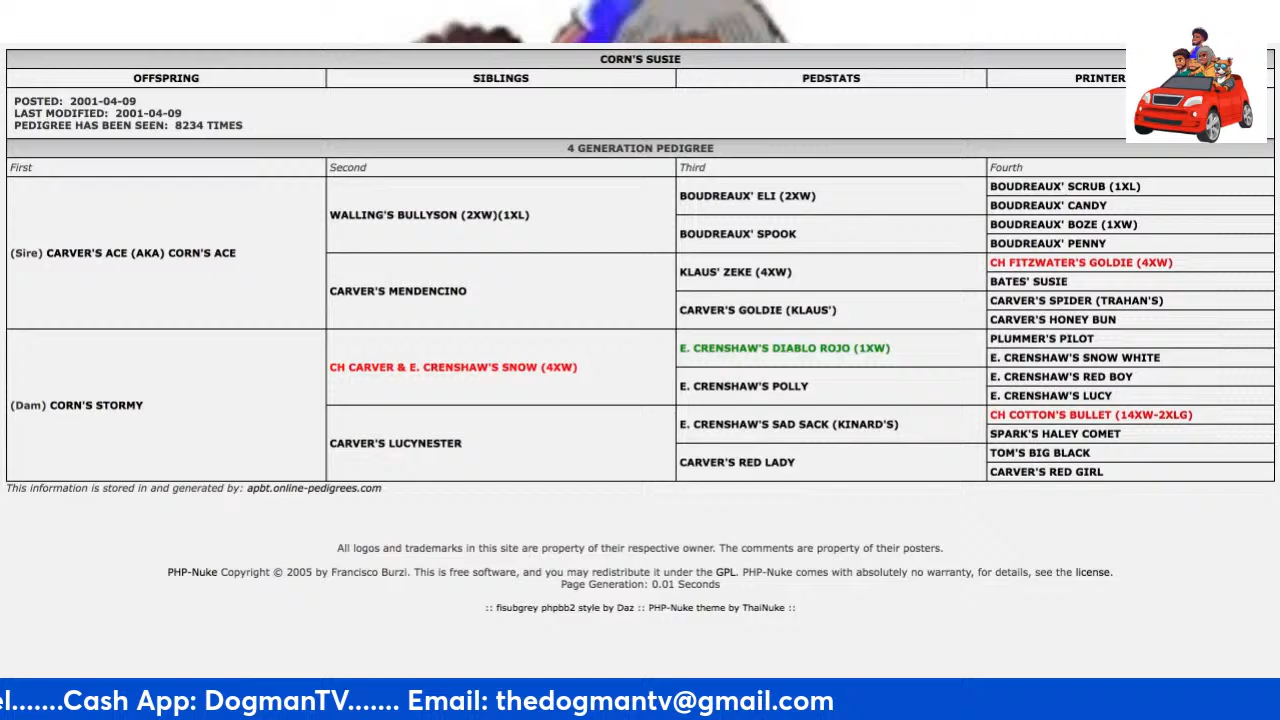 CORN'S SUSIE
OFFSPRING SIBLINGS PEDSTATS PRINTER
POSTED: 2001-04-09
LAST MODIFIED: 2001-04-09
PEDIGREE HAS BEEN SEEN: 8234 TIMES
4 GENERATION PEDIGREE
First Second Third Fourth
(Sire) CARVER'S ACE (AKA) CORN'S ACE
WALLING'S BULLYSON (2XW)(1XL)
BOUDREAUX' ELI (2XW)
BOUDREAUX' SCRUB (1XL)
BOUDREAUX' CANDY
BOUDREAUX' SPOOK
BOUDREAUX' BOZE (1XW)
BOUDREAUX' PENNY
CARVER'S MENDENCINO
KLAUS' ZEKE (4XW)
CH FITZWATER'S GOLDIE (4XW)
BATES' SUSIE
CARVER'S GOLDIE (KLAUS')
CARVER'S SPIDER (TRAHAN'S)
CARVER'S HONEY BUN
(Dam) CORN'S STORMY
CH CARVER & E. CRENSHAW'S SNOW (4XW)
E. CRENSHAW'S DIABLO ROJO (1XW)
PLUMMER'S PILOT
E. CRENSHAW'S SNOW WHITE
E. CRENSHAW'S POLLY
E. CRENSHAW'S RED BOY
E. CRENSHAW'S LUCY
CARVER'S LUCYNESTER
E. CRENSHAW'S SAD SACK (KINARD'S)
CH COTTON'S BULLET (14XW-2XLG)
SPARK'S HALEY COMET
CARVER'S RED LADY
TOM'S BIG BLACK
CARVER'S RED GIRL
This information is stored in and generated by: apbt.online-pedigrees.com
All logos and trademarks in this site are property of their respective owner. The comments are property of their posters.
PHP-Nuke Copyright © 2005 by Francisco Burzi. This is free software, and you may redistribute it under the GPL. PHP-Nuke comes with absolutely no warranty, for details, see the license.
Page Generation: 0.01 Seconds
:: fisubgrey phpbb2 style by Daz :: PHP-Nuke theme by ThaiNuke ::
el.......Cash App: DogmanTV....... Email: thedogmantv@gmail.com